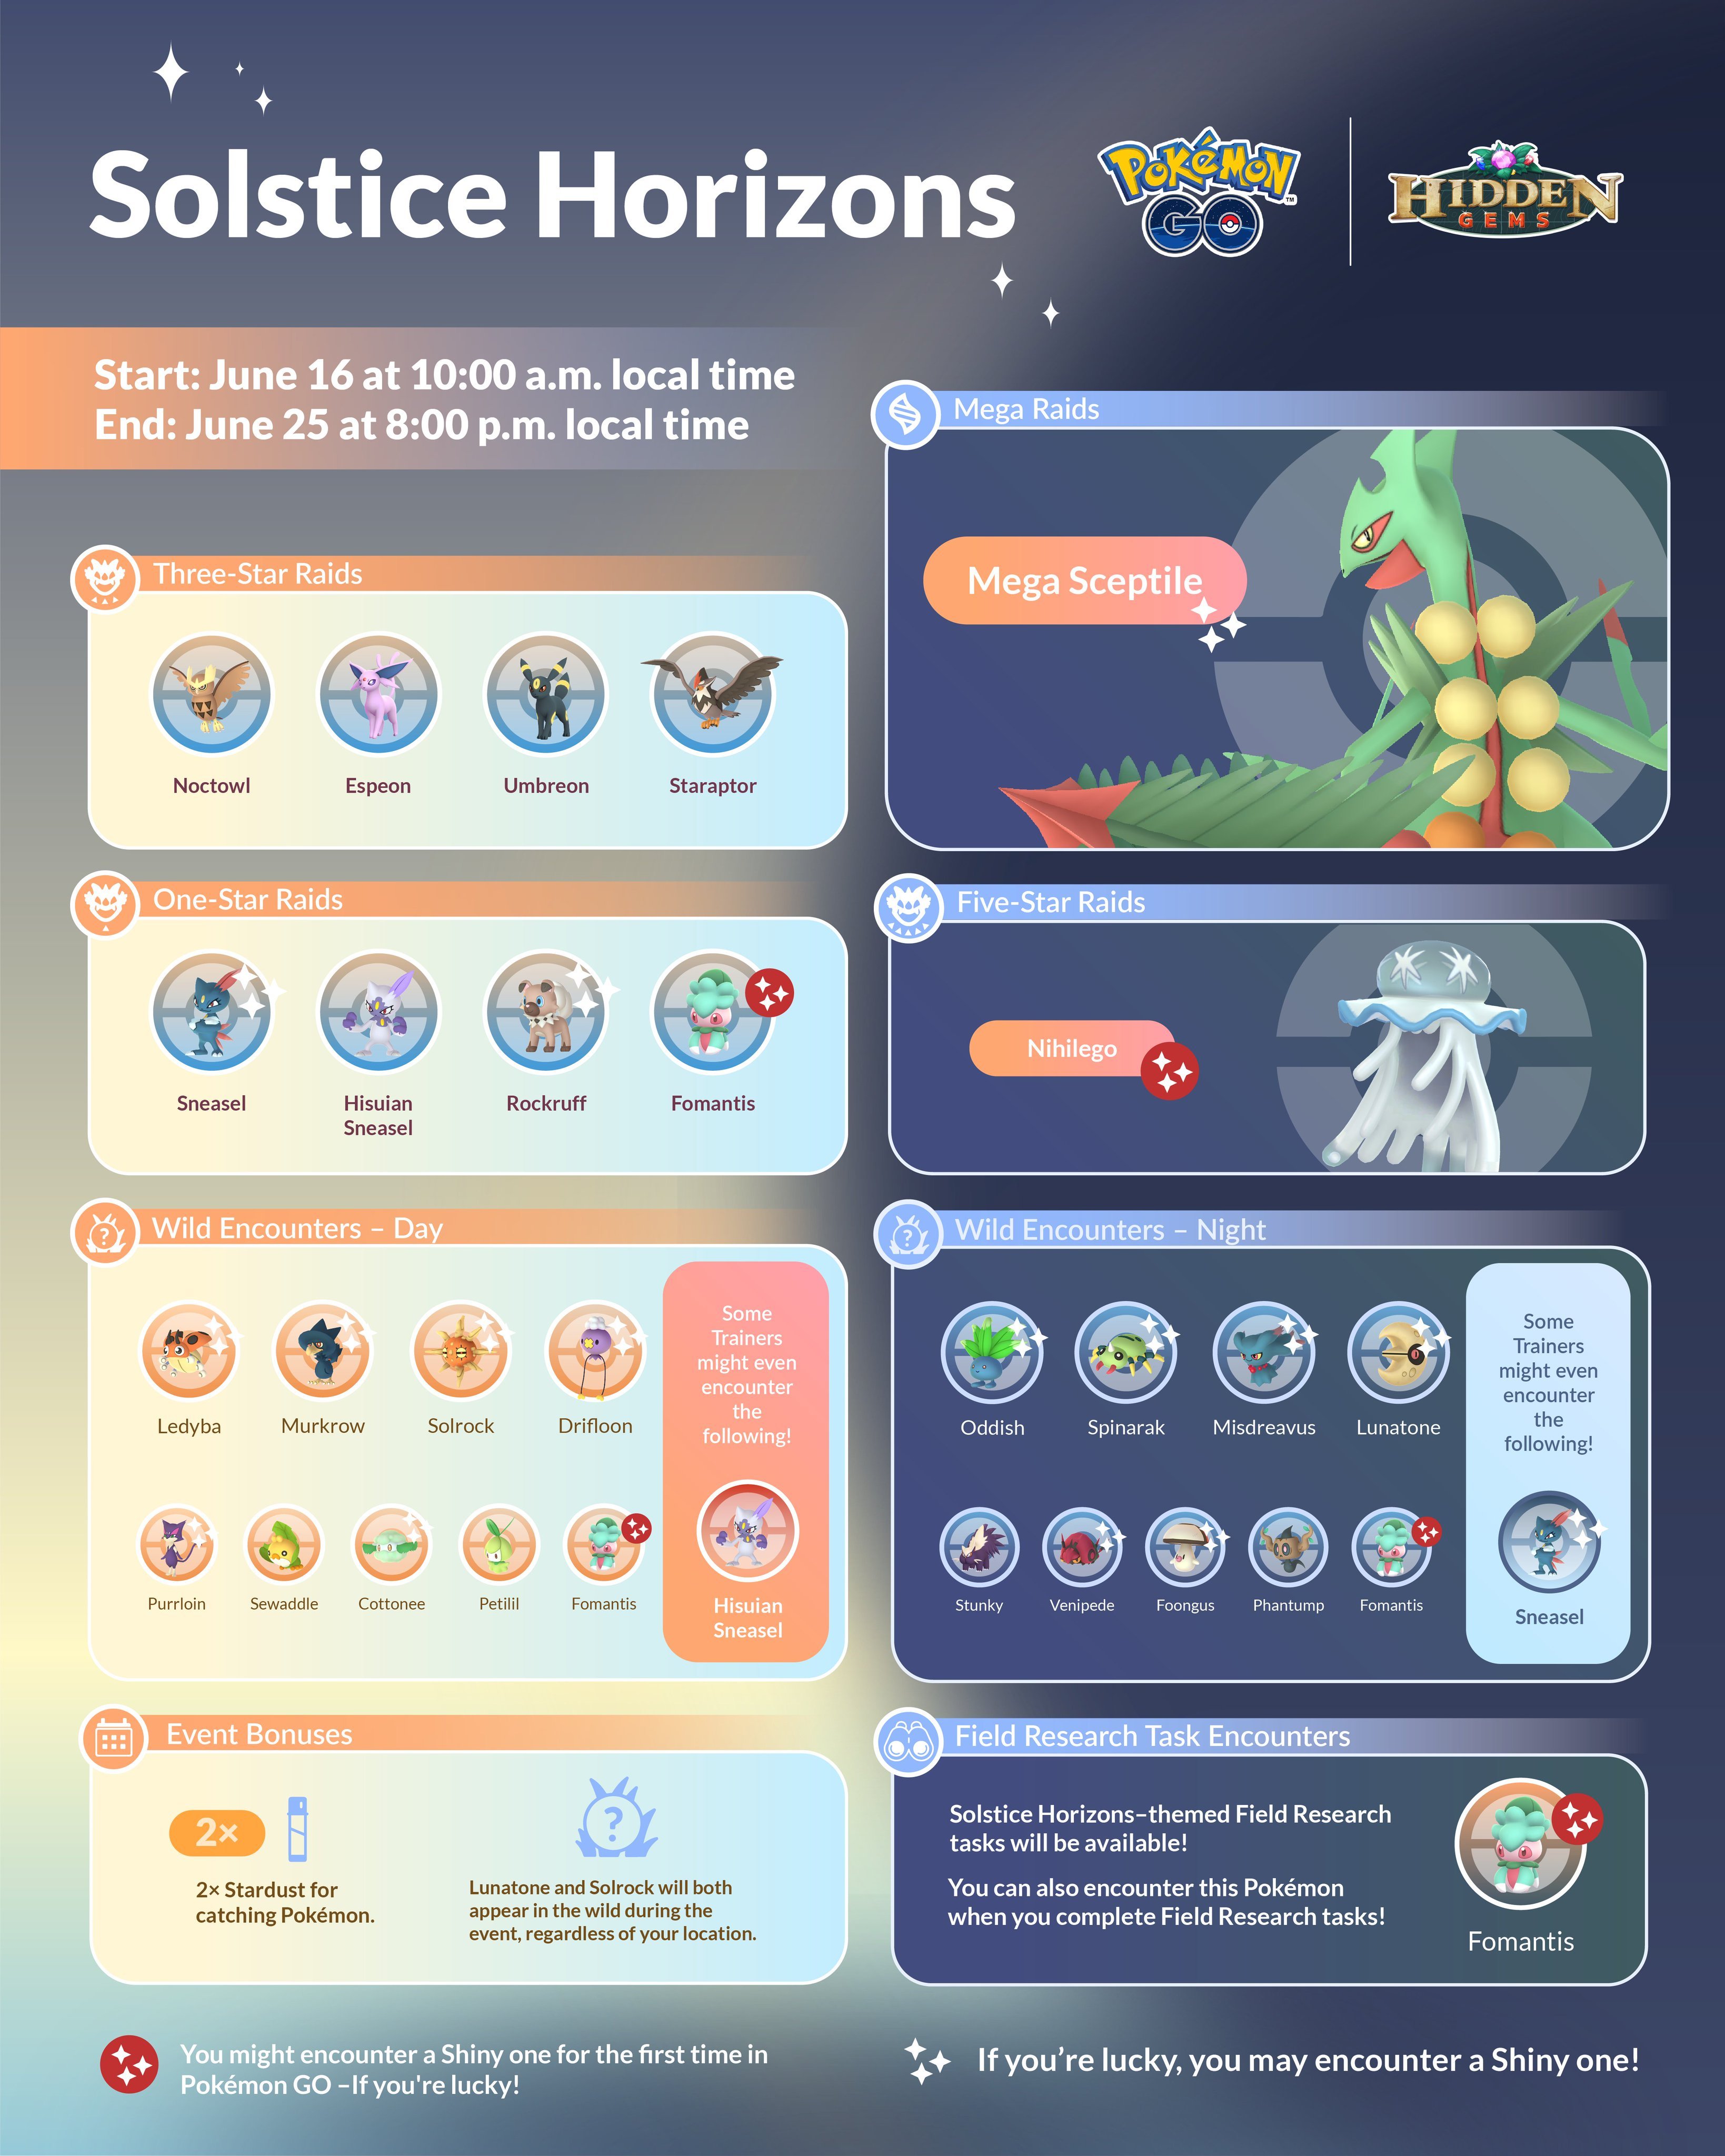 Solstice Horizons
POKÉMON
GO
TM
HIDDEN
GEMS
Start: June 16 at 10:00 a.m. local time
End: June 25 at 8:00 p.m. local time
Mega Raids
Mega Sceptile
Three-Star Raids
Noctowl
Espeon
Umbreon
Staraptor
One-Star Raids
Sneasel
Hisuian
Sneasel
Rockruff
Fomantis
Five-Star Raids
Nihilego
Wild Encounters – Day
Ledyba
Murkrow
Solrock
Drifloon
Purrloin
Sewaddle
Cottonee
Petilil
Fomantis
Some
Trainers
might even
encounter
the
following!
Hisuian
Sneasel
Wild Encounters – Night
Oddish
Spinarak
Misdreavus
Lunatone
Stunky
Venipede
Foongus
Phantump
Fomantis
Some
Trainers
might even
encounter
the
following!
Sneasel
Event Bonuses
2×
2× Stardust for
catching Pokémon.
?
Lunatone and Solrock will both
appear in the wild during the
event, regardless of your location.
Field Research Task Encounters
Solstice Horizons–themed Field Research
tasks will be available!
You can also encounter this Pokémon
when you complete Field Research tasks!
Fomantis
You might encounter a Shiny one for the first time in
Pokémon GO –If you're lucky!
If you’re lucky, you may encounter a Shiny one!